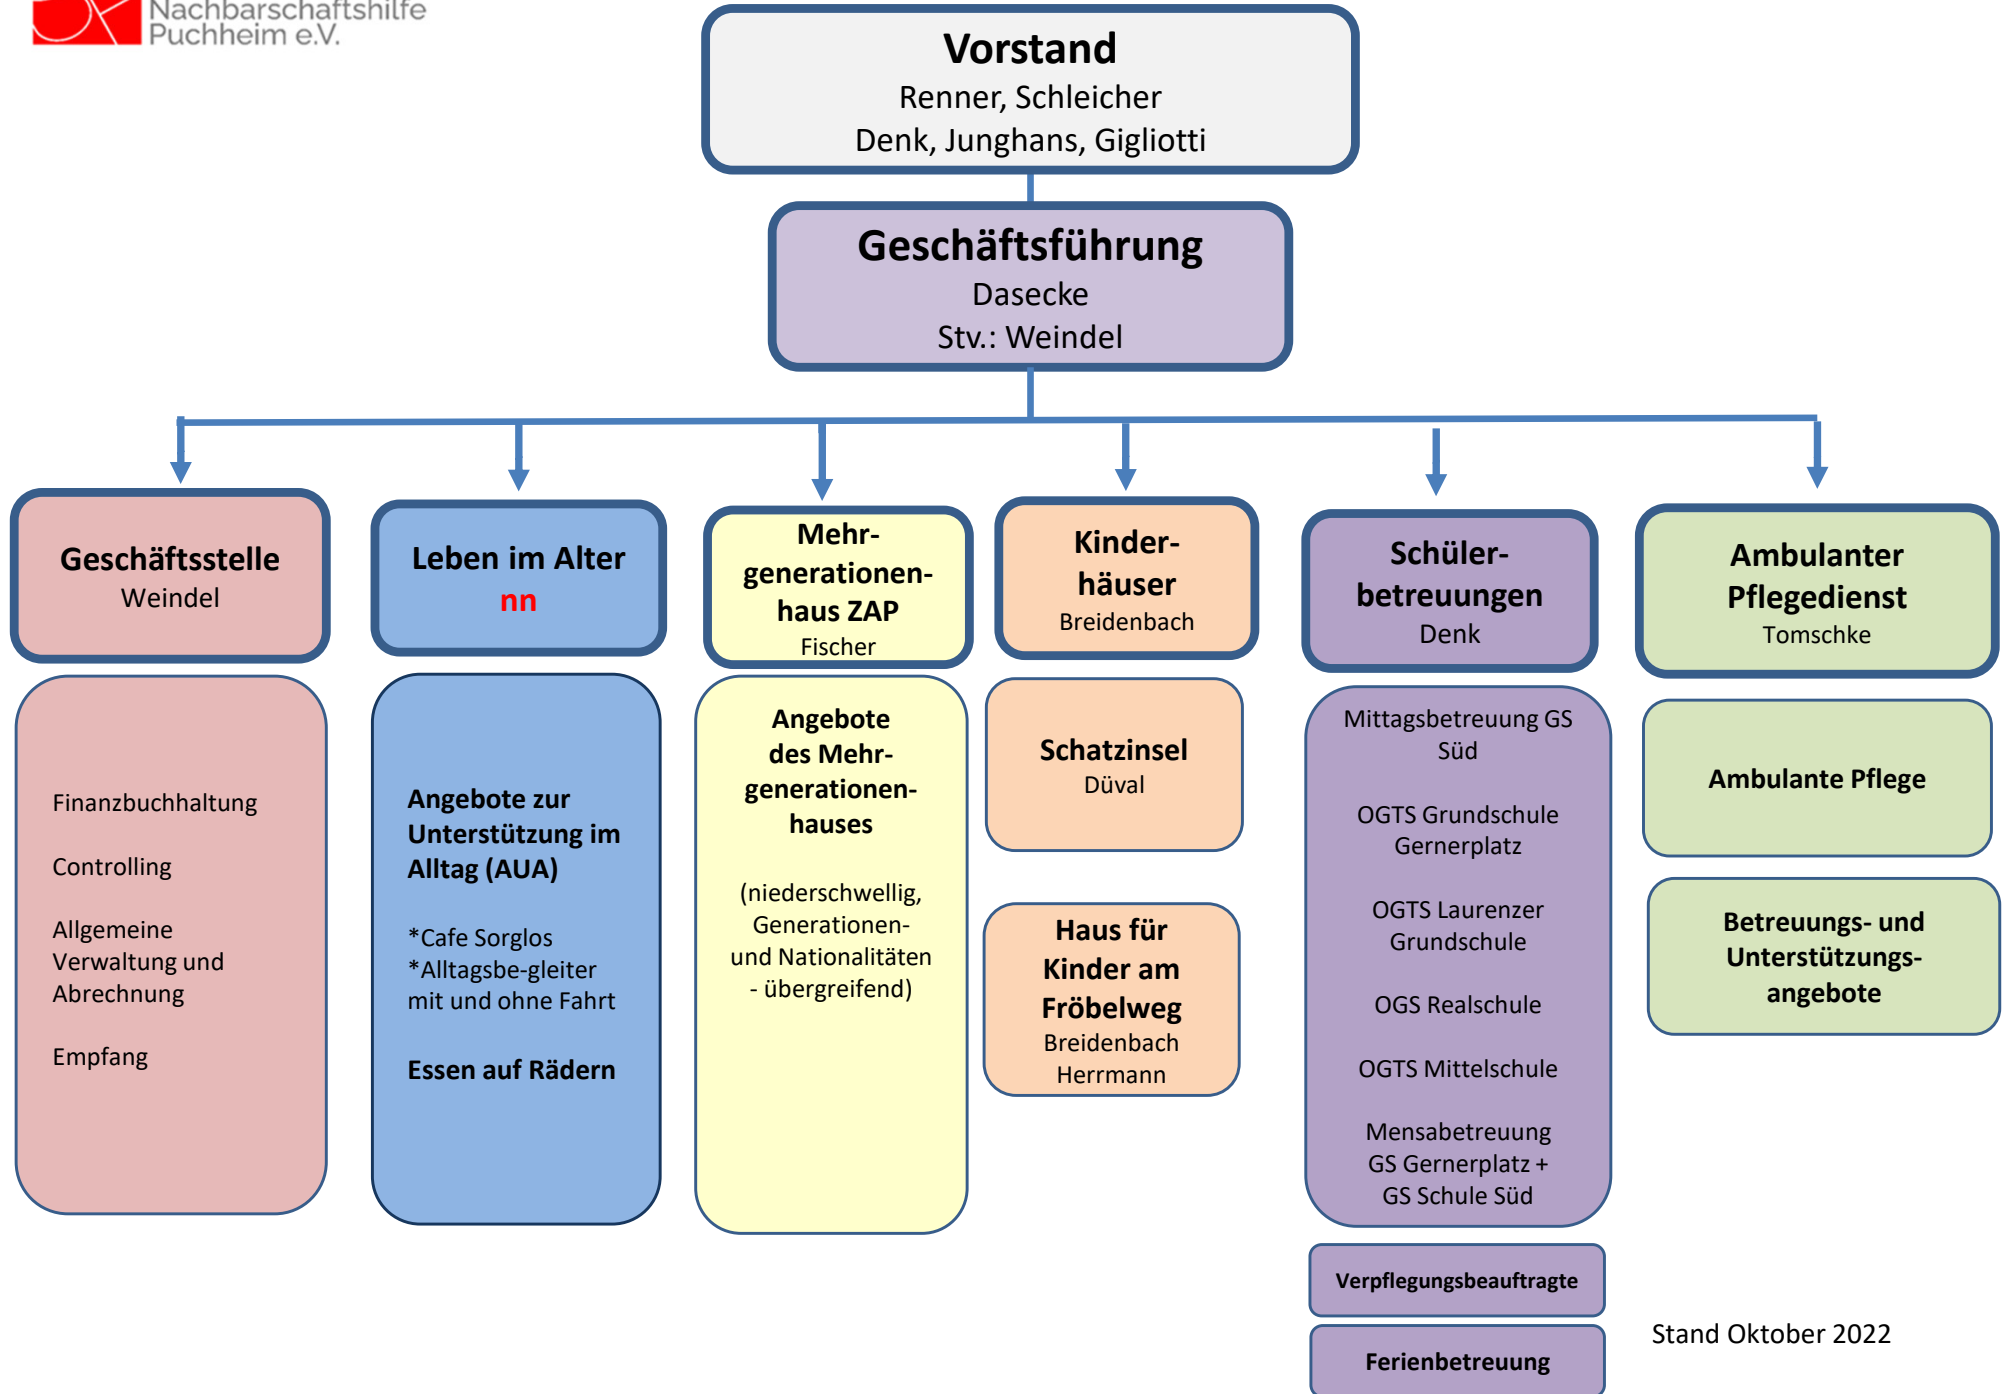 Nachbarschaftshilfe
Puchheim e.V.
Vorstand
Renner, Schleicher
Denk, Junghans, Gigliotti
Geschäftsführung
Dasecke
Stv.: Weindel
Geschäftsstelle
Weindel
Finanzbuchhaltung
Controlling
Allgemeine
Verwaltung und
Abrechnung
Empfang
Leben im Alter
nn
Angebote zur
Unterstützung im
Alltag (AUA)
*Cafe Sorglos
*Alltagsbe-gleiter
mit und ohne Fahrt
Essen auf Rädern
Mehr-
generationen-
haus ZAP
Fischer
Angebote
des Mehr-
generationen-
hauses
(niederschwellig,
Generationen-
und Nationalitäten
- übergreifend)
Kinder-
häuser
Breidenbach
Schatzinsel
Düval
Haus für
Kinder am
Fröbelweg
Breidenbach
Herrmann
Schüler-
betreuungen
Denk
Mittagsbetreuung GS
Süd
OGTS Grundschule
Gernerplatz
OGTS Laurenzer
Grundschule
OGS Realschule
OGTS Mittelschule
Mensabetreuung
GS Gernerplatz +
GS Schule Süd
Verpflegungsbeauftragte
Ferienbetreuung
Ambulanter
Pflegedienst
Tomschke
Ambulante Pflege
Betreuungs- und
Unterstützungs-
angebote
Stand Oktober 2022